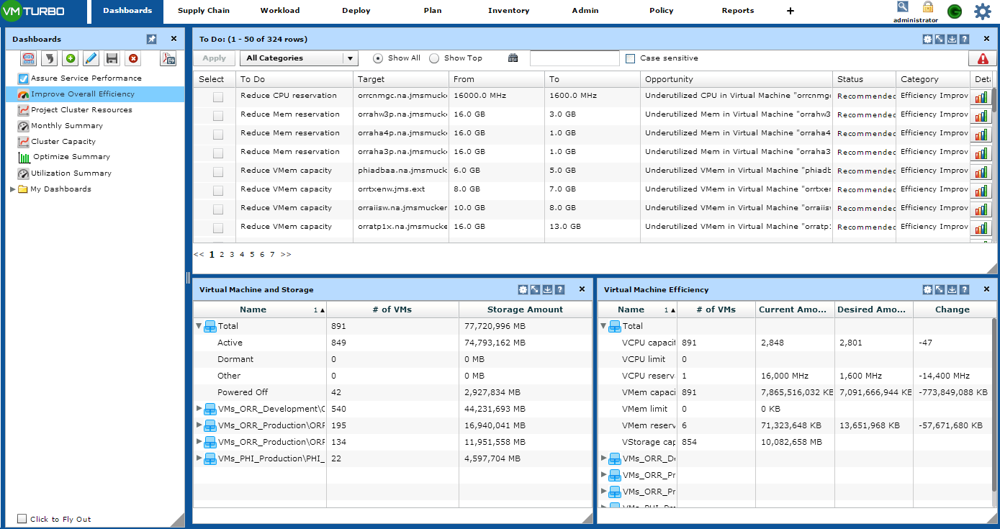 VMTURBO Dashboards Supply Chain Workload Deploy Plan Inventory Admin Policy Reports +
administrator
Dashboards
Assure Service Performance
Improve Overall Efficiency
Project Cluster Resources
Monthly Summary
Cluster Capacity
Optimize Summary
Utilization Summary
My Dashboards
Click to Fly Out
To Do: (1 - 50 of 324 rows)
Apply All Categories Show All Show Top Case sensitive
Select To Do Target From To Opportunity Status Category Deta
Reduce CPU reservation orrcnmgc.na.jmsmucke 16000.0 MHz 1600.0 MHz Underutilized CPU in Virtual Machine "orrcnmg Recommended Efficiency Improv
Reduce Mem reservation orrahw3p.na.jmsmucke 16.0 GB 3.0 GB Underutilized Mem in Virtual Machine "orrahw3 Recommended Efficiency Improv
Reduce Mem reservation orraha4p.na.jmsmucke 16.0 GB 1.0 GB Underutilized Mem in Virtual Machine "orraha4 Recommended Efficiency Improv
Reduce Mem reservation orraha3p.na.jmsmucke 16.0 GB 1.0 GB Underutilized Mem in Virtual Machine "orraha3 Recommended Efficiency Improv
Reduce VMem capacity phiadbaa.na.jmsmuck 6.0 GB 5.0 GB Underutilized VMem in Virtual Machine "phiadb Recommended Efficiency Improv
Reduce VMem capacity orrtxenw.jms.ext 8.0 GB 7.0 GB Underutilized VMem in Virtual Machine "orrtxer Recommended Efficiency Improv
Reduce VMem capacity orraiisw.na.jmsmucker 10.0 GB 8.0 GB Underutilized VMem in Virtual Machine "orraiis Recommended Efficiency Improv
Reduce VMem capacity orratp1x.na.jmsmucke 16.0 GB 13.0 GB Underutilized VMem in Virtual Machine "orratp1 Recommended Efficiency Improv
<< 1 2 3 4 5 6 7 >>
Virtual Machine and Storage
Name 1 # of VMs Storage Amount
Total 891 77,720,996 MB
Active 849 74,793,162 MB
Dormant 0 0 MB
Other 0 0 MB
Powered Off 42 2,927,834 MB
VMs_ORR_Development\ 540 44,231,693 MB
VMs_ORR_Production\ORR 195 16,940,041 MB
VMs_ORR_Production\ORR 134 11,951,558 MB
VMs_PHI_Production\PHI_ 22 4,597,704 MB
Virtual Machine Efficiency
Name 1 # of VMs Current Amo... Desired Amo... Change
Total
VCPU capacit 891 2,848 2,801 -47
VCPU limit 0
VCPU reserv 1 16,000 MHz 1,600 MHz -14,400 MHz
VMem capaci 891 7,865,516,032 KB 7,091,666,944 KB -773,849,088 KB
VMem limit 0 0 KB
VMem reserv 6 71,323,648 KB 13,651,968 KB -57,671,680 KB
VStorage cap 854 10,082,658 MB
VMs_ORR_De
VMs_ORR_Pr
VMs_ORR_Pr